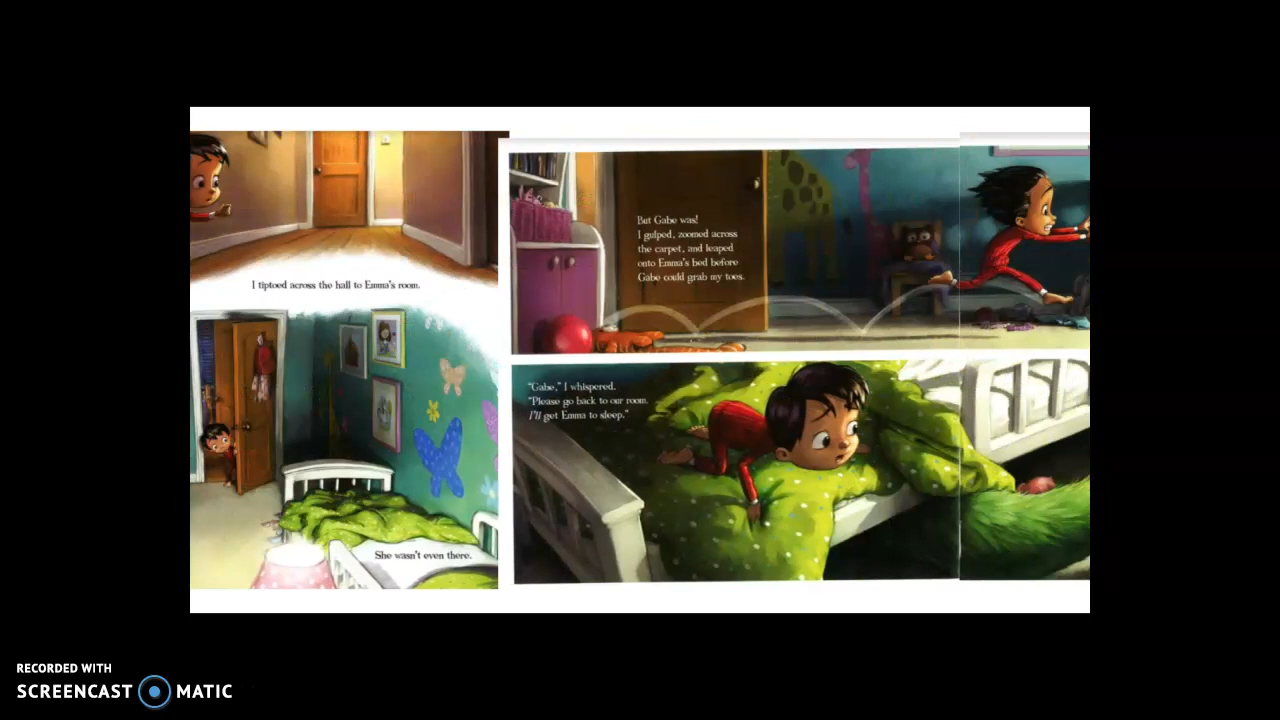 I tiptoed across the hall to Emma's room.
She wasn't even there.
But Gabe was!
I gulped, zoomed across
the carpet, and leaped
onto Emma's bed before
Gabe could grab my toes.
"Gabe," I whispered.
"Please go back to our room.
I'll get Emma to sleep."
RECORDED WITH
SCREENCAST MATIC